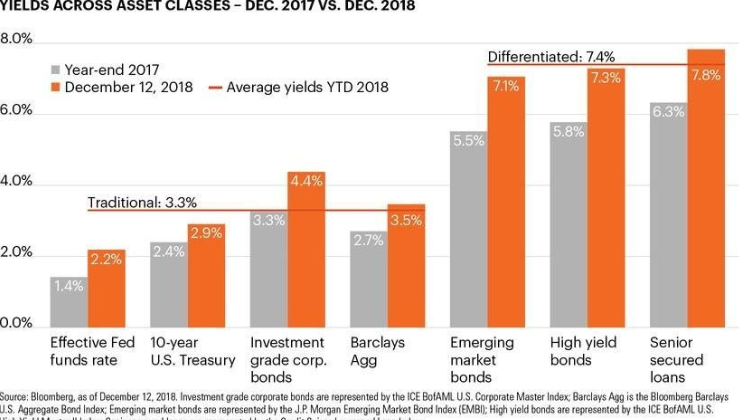 YIELDS ACROSS ASSET CLASSES – DEC. 2017 VS. DEC. 2018
8.0%
Differentiated: 7.4%
Year-end 2017
December 12, 2018 — Average yields YTD 2018
7.1%
7.3%
7.8%
6.0%
5.5%
5.8%
6.3%
4.0%
Traditional: 3.3%
4.4%
3.3%
3.5%
2.9%
2.7%
2.4%
2.2%
2.0%
1.4%
0.0%
Effective Fed
funds rate
10-year
U.S. Treasury
Investment
grade corp.
bonds
Barclays
Agg
Emerging
market
bonds
High yield
bonds
Senior
secured
loans
Source: Bloomberg, as of December 12, 2018. Investment grade corporate bonds are represented by the ICE BofAML U.S. Corporate Master Index; Barclays Agg is the Bloomberg Barclays
U.S. Aggregate Bond Index; Emerging market bonds are represented by the J.P. Morgan Emerging Market Bond Index (EMBI); High yield bonds are represented by the ICE BofAML U.S.